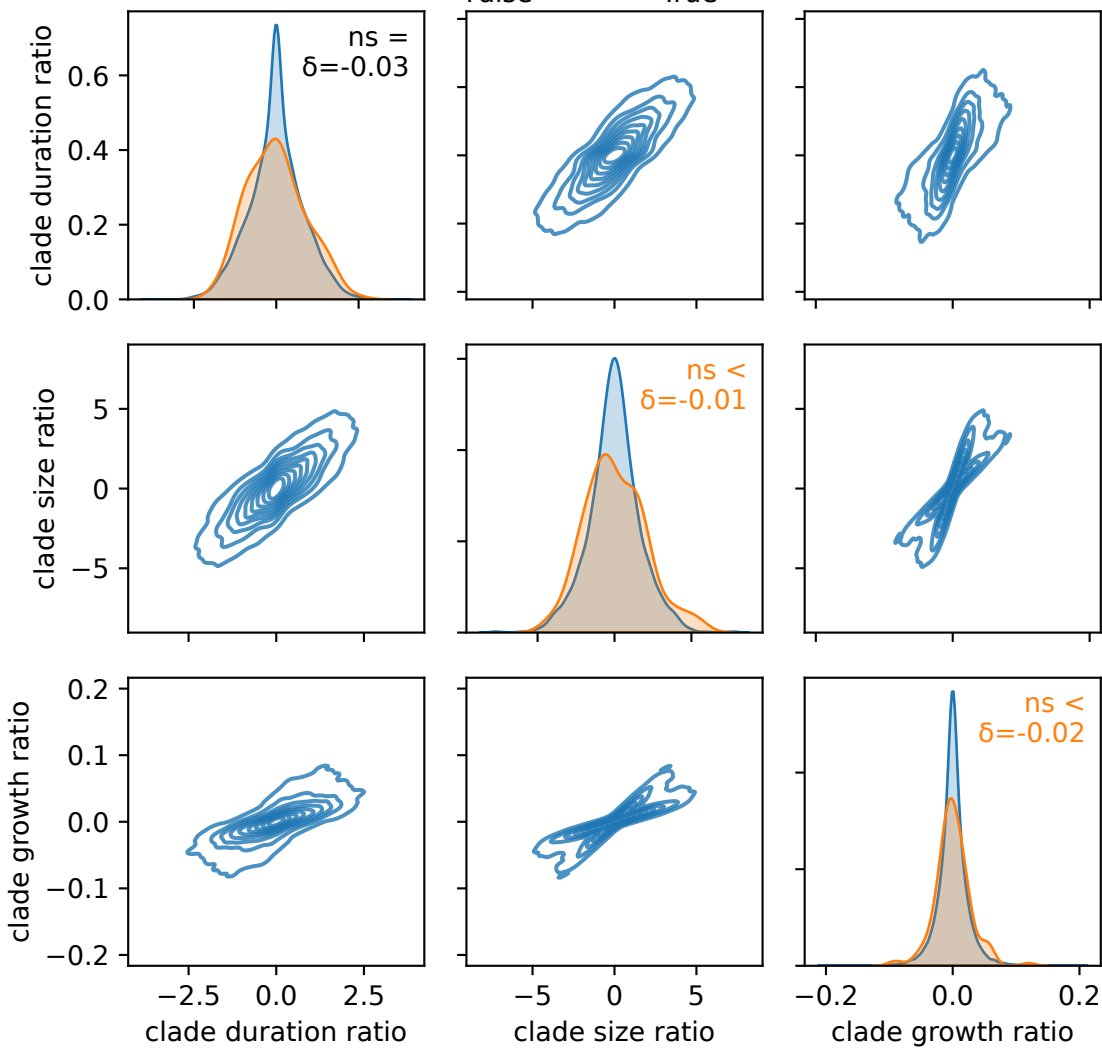 False True
clade duration ratio
0.6
0.4
0.2
0.0
ns =
δ=-0.03
clade size ratio
5
0
−5
ns <
δ=-0.01
clade growth ratio
0.2
0.1
0.0
−0.1
−0.2
ns <
δ=-0.02
−2.5 0.0 2.5
−5 0 5
−0.2 0.0 0.2
clade duration ratio
clade size ratio
clade growth ratio